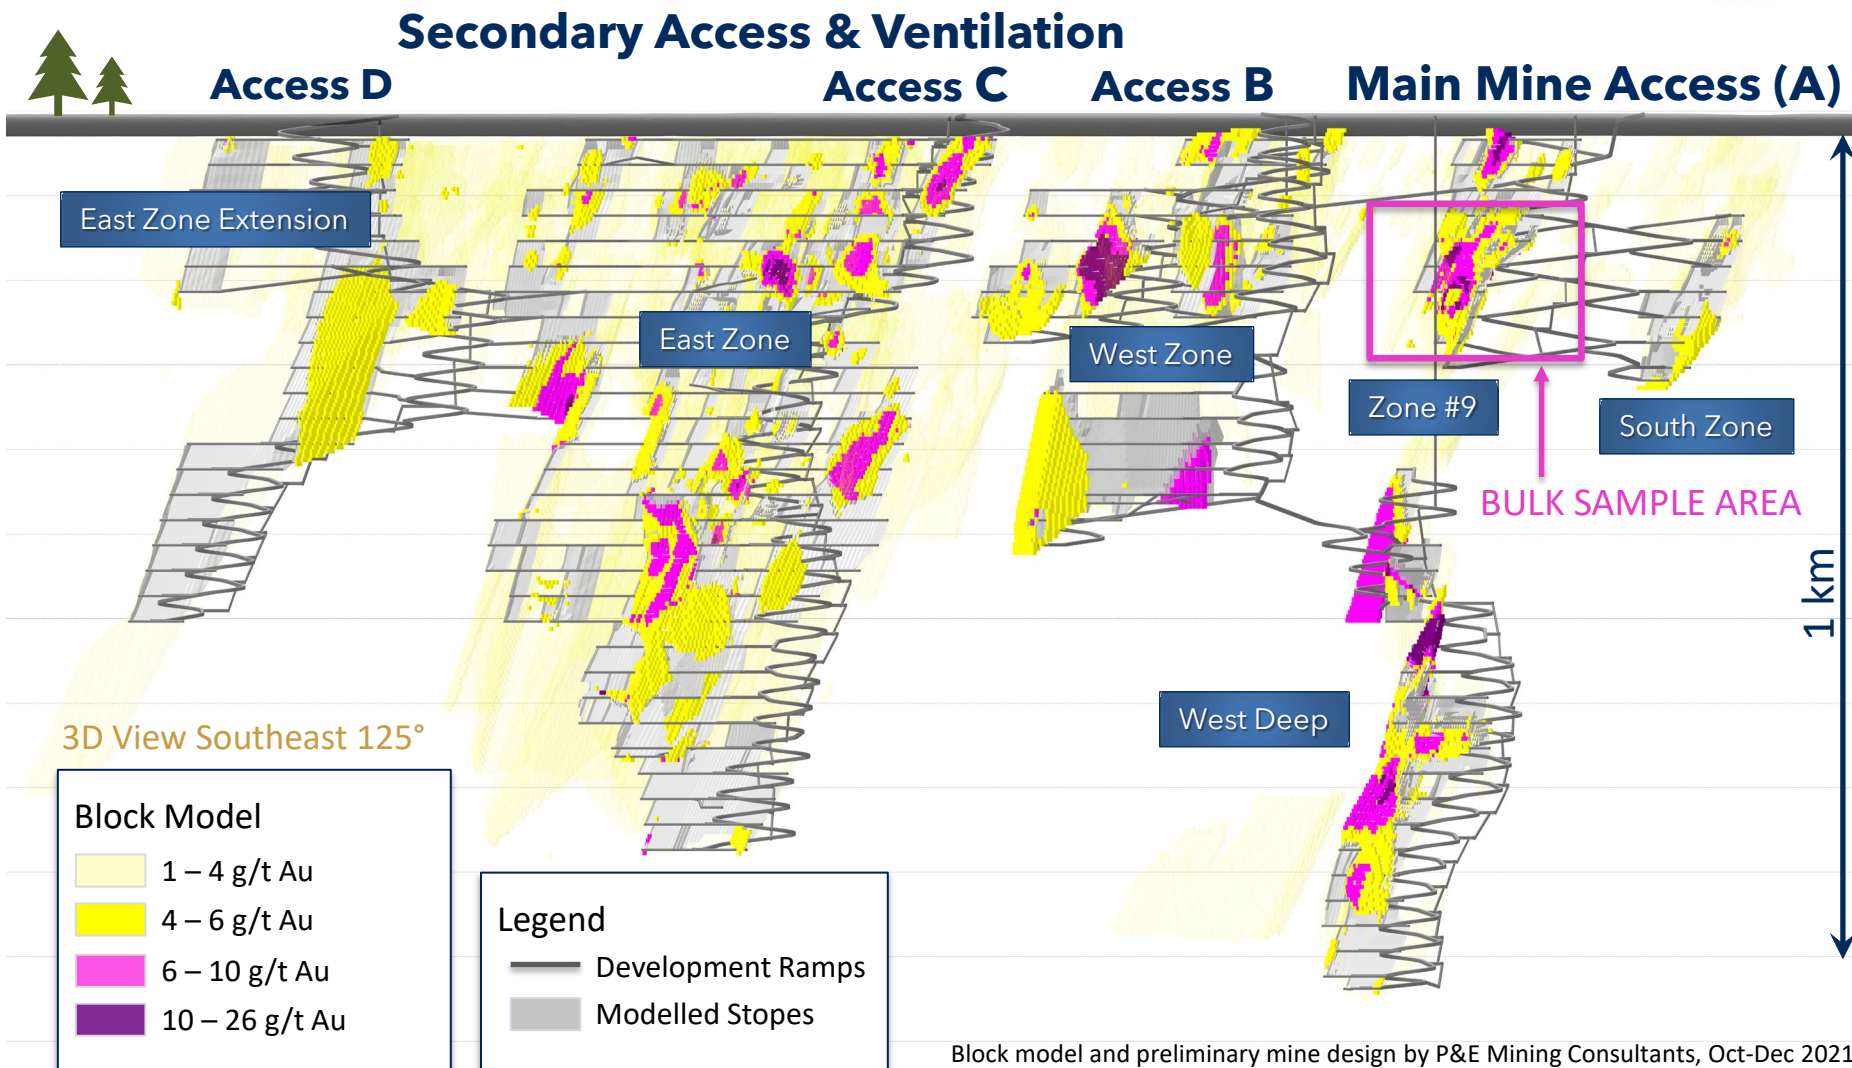 Secondary Access & Ventilation
Access D
Access C
Access B
Main Mine Access (A)
East Zone Extension
East Zone
West Zone
Zone #9
South Zone
BULK SAMPLE AREA
1 km
West Deep
3D View Southeast 125°
Block Model
1 – 4 g/t Au
4 – 6 g/t Au
6 – 10 g/t Au
10 – 26 g/t Au
Legend
Development Ramps
Modelled Stopes
Block model and preliminary mine design by P&E Mining Consultants, Oct-Dec 2021